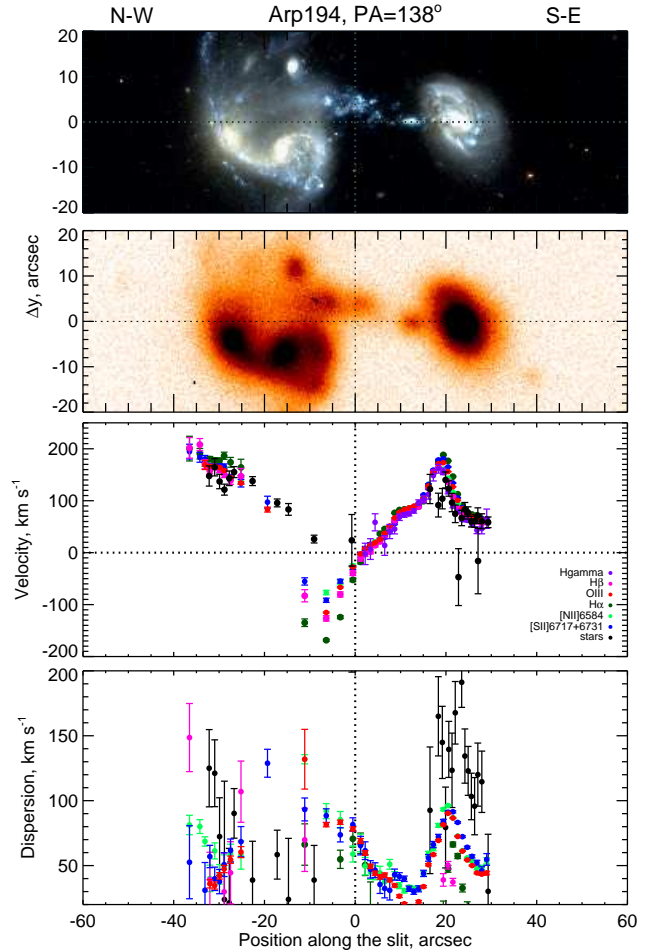 N-W Arp194, PA=138° S-E
20
10
0
-10
-20
20
10
0
-10
-20
Δy, arcsec
200
100
0
-100
-200
Velocity, km s-1
Hgamma
Hβ
OIII
Hα
[NII]6584
[SII]6717+6731
stars
200
150
100
50
Dispersion, km s-1
-60 -40 -20 0 20 40 60
Position along the slit, arcsec